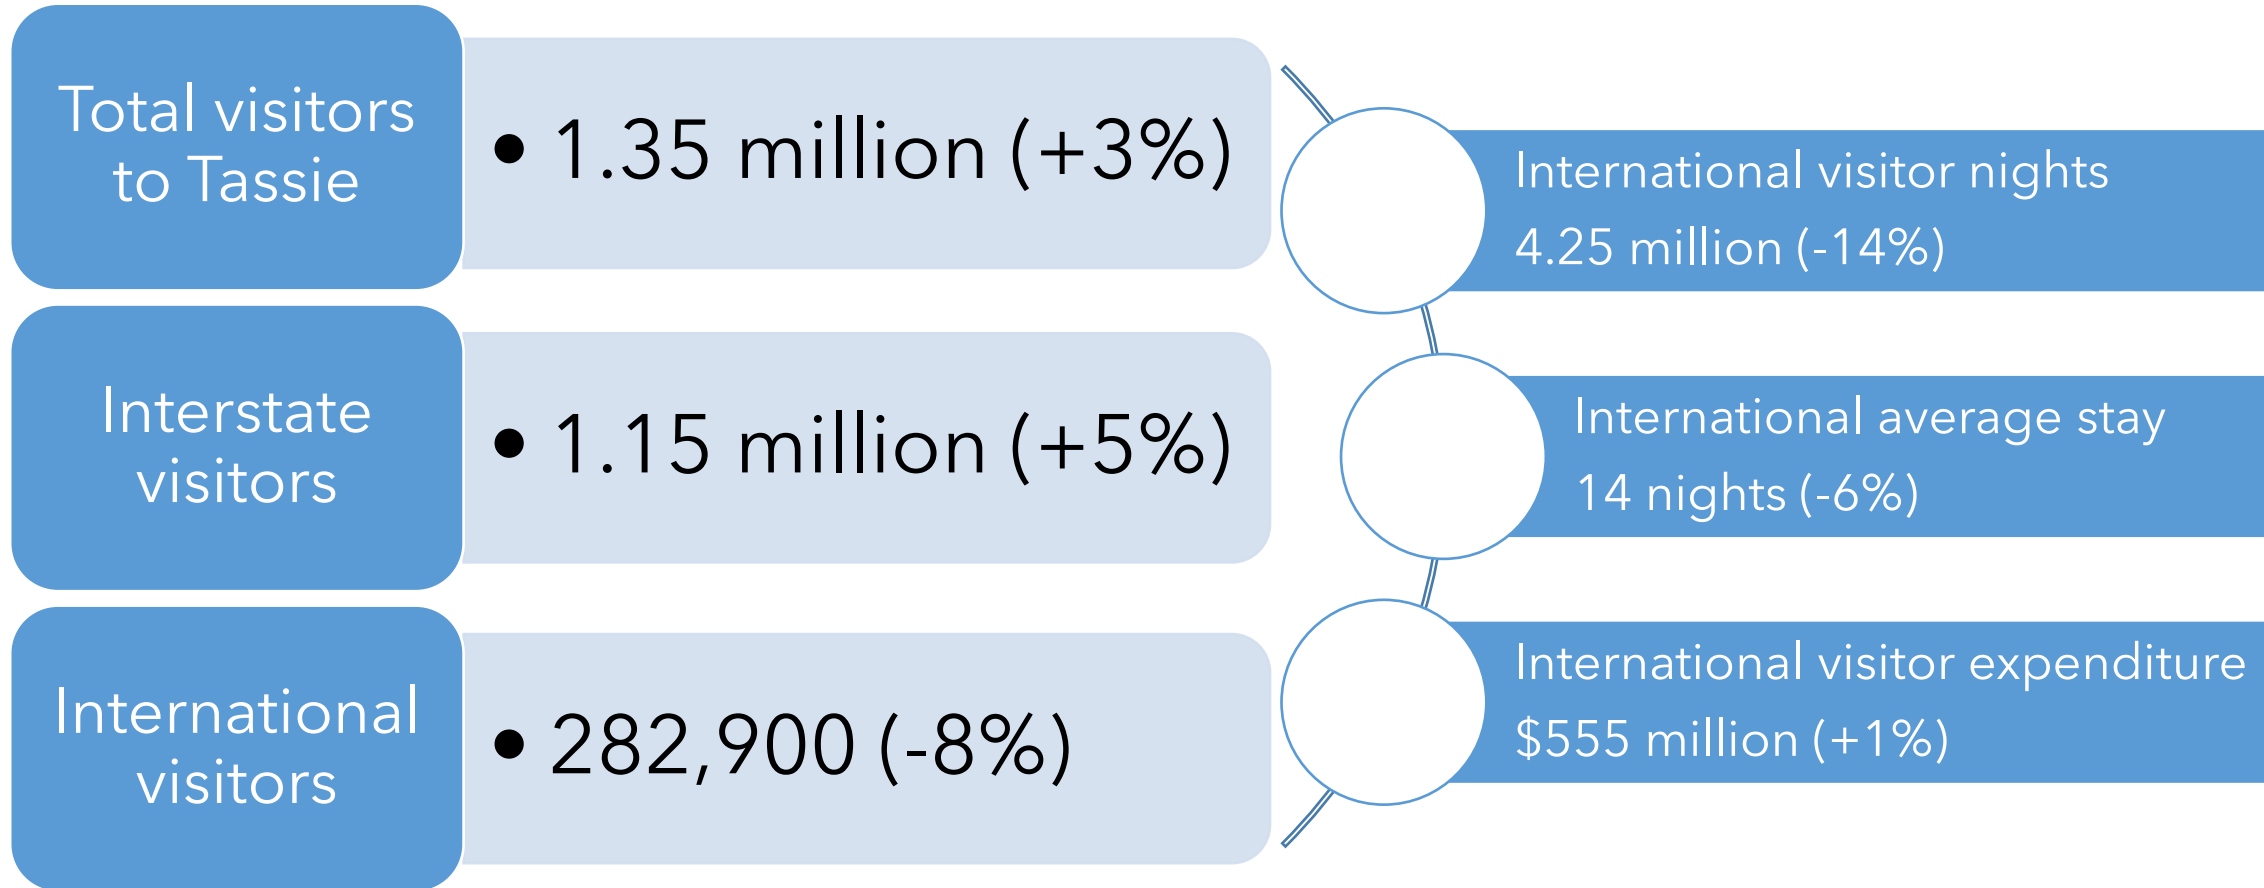 Total visitors
to Tassie
• 1.35 million (+3%)
Interstate
visitors
• 1.15 million (+5%)
International
visitors
• 282,900 (-8%)
International visitor nights
4.25 million (-14%)
International average stay
14 nights (-6%)
International visitor expenditure
$555 million (+1%)